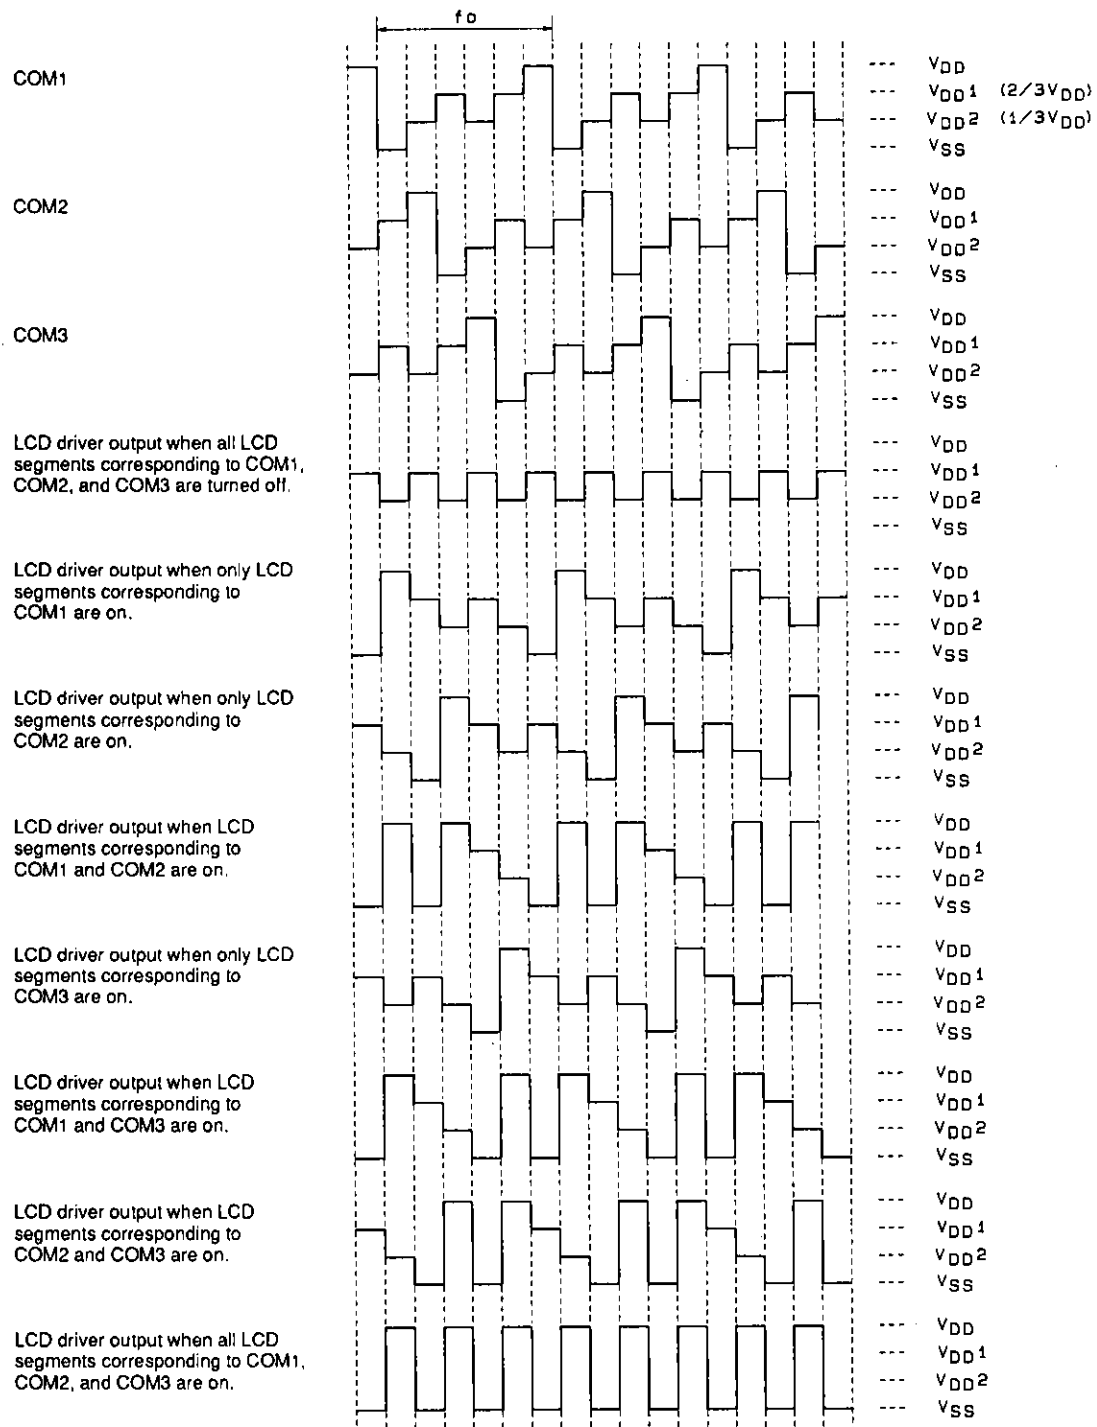 fo
COM1
--- VDD
--- VDD1 (2/3VDD)
--- VDD2 (1/3VDD)
--- VSS
COM2
--- VDD
--- VDD1
--- VDD2
--- VSS
COM3
--- VDD
--- VDD1
--- VDD2
--- VSS
LCD driver output when all LCD
segments corresponding to COM1,
COM2, and COM3 are turned off.
--- VDD
--- VDD1
--- VDD2
--- VSS
LCD driver output when only LCD
segments corresponding to
COM1 are on.
--- VDD
--- VDD1
--- VDD2
--- VSS
LCD driver output when only LCD
segments corresponding to
COM2 are on.
--- VDD
--- VDD1
--- VDD2
--- VSS
LCD driver output when LCD
segments corresponding to
COM1 and COM2 are on.
--- VDD
--- VDD1
--- VDD2
--- VSS
LCD driver output when only LCD
segments corresponding to
COM3 are on.
--- VDD
--- VDD1
--- VDD2
--- VSS
LCD driver output when LCD
segments corresponding to
COM1 and COM3 are on.
--- VDD
--- VDD1
--- VDD2
--- VSS
LCD driver output when LCD
segments corresponding to
COM2 and COM3 are on.
--- VDD
--- VDD1
--- VDD2
--- VSS
LCD driver output when all LCD
segments corresponding to COM1,
COM2, and COM3 are on.
--- VDD
--- VDD1
--- VDD2
--- VSS